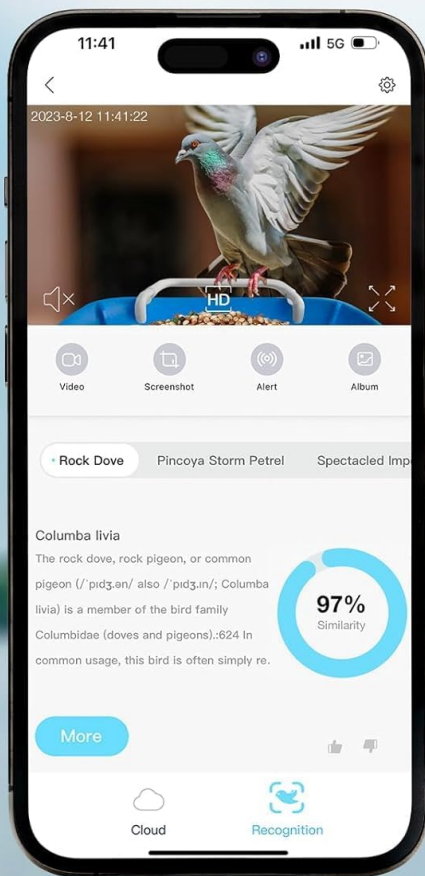 11:41
5G
2023-8-12 11:41:22
HD
Video Screenshot Alert Album
· Rock Dove Pincoya Storm Petrel Spectacled Imp
Columba livia
The rock dove, rock pigeon, or common
pigeon (/ˈpɪdʒ.ən/ also /ˈpɪdʒ.ɪn/; Columba
livia) is a member of the bird family
Columbidae (doves and pigeons).:624 In
common usage, this bird is often simply re.
97%
Similarity
More
Cloud Recognition